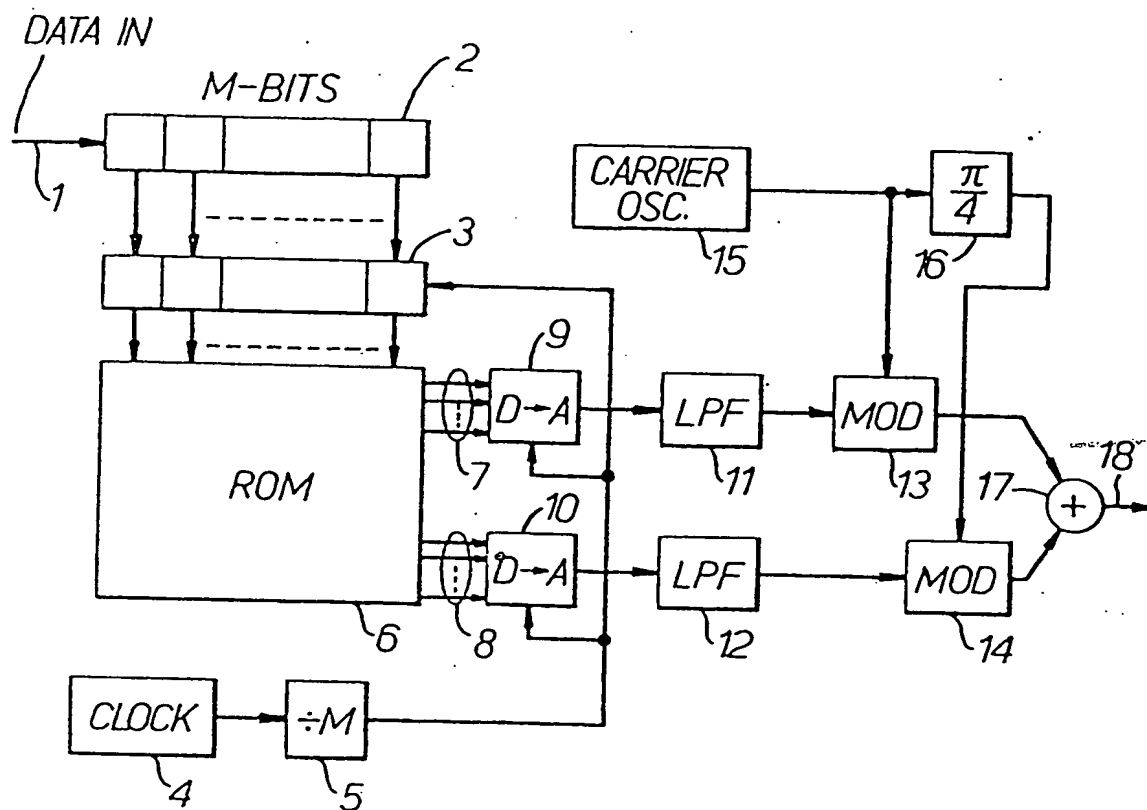 DATA IN
M-BITS
2
1
3
CARRIER
OSC.
15
π/4
16
ROM
6
7
8
9
D→A
10
D→A
LPF
11
LPF
12
MOD
13
MOD
14
17
+
18
CLOCK
4
÷M
5